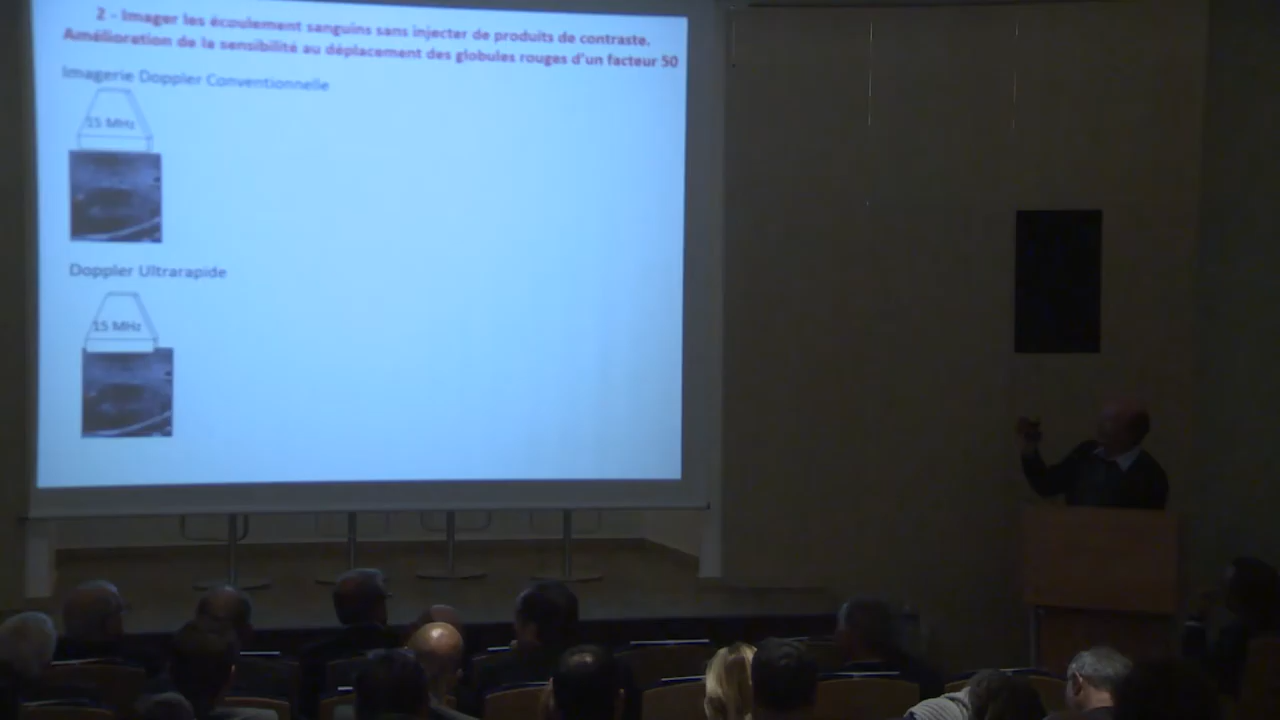 2 - Imager les écoulement sanguins sans injecter de produits de contraste.
Amélioration de la sensibilité au déplacement des globules rouges d'un facteur 50
Imagerie Doppler Conventionnelle
15 MHz
Doppler Ultrarapide
15 MHz